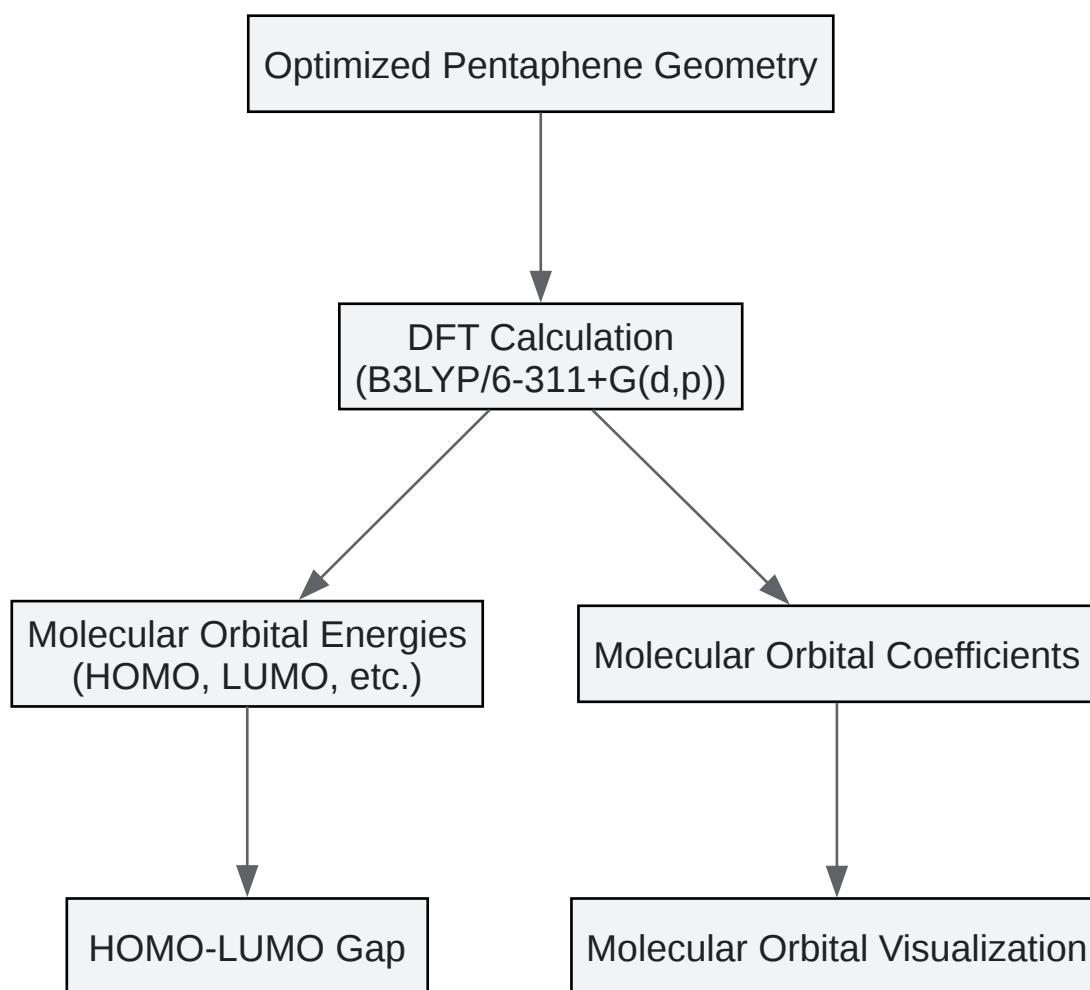 Optimized Pentaphene Geometry
DFT Calculation
(B3LYP/6-311+G(d,p))
Molecular Orbital Energies
(HOMO, LUMO, etc.)
Molecular Orbital Coefficients
HOMO-LUMO Gap
Molecular Orbital Visualization